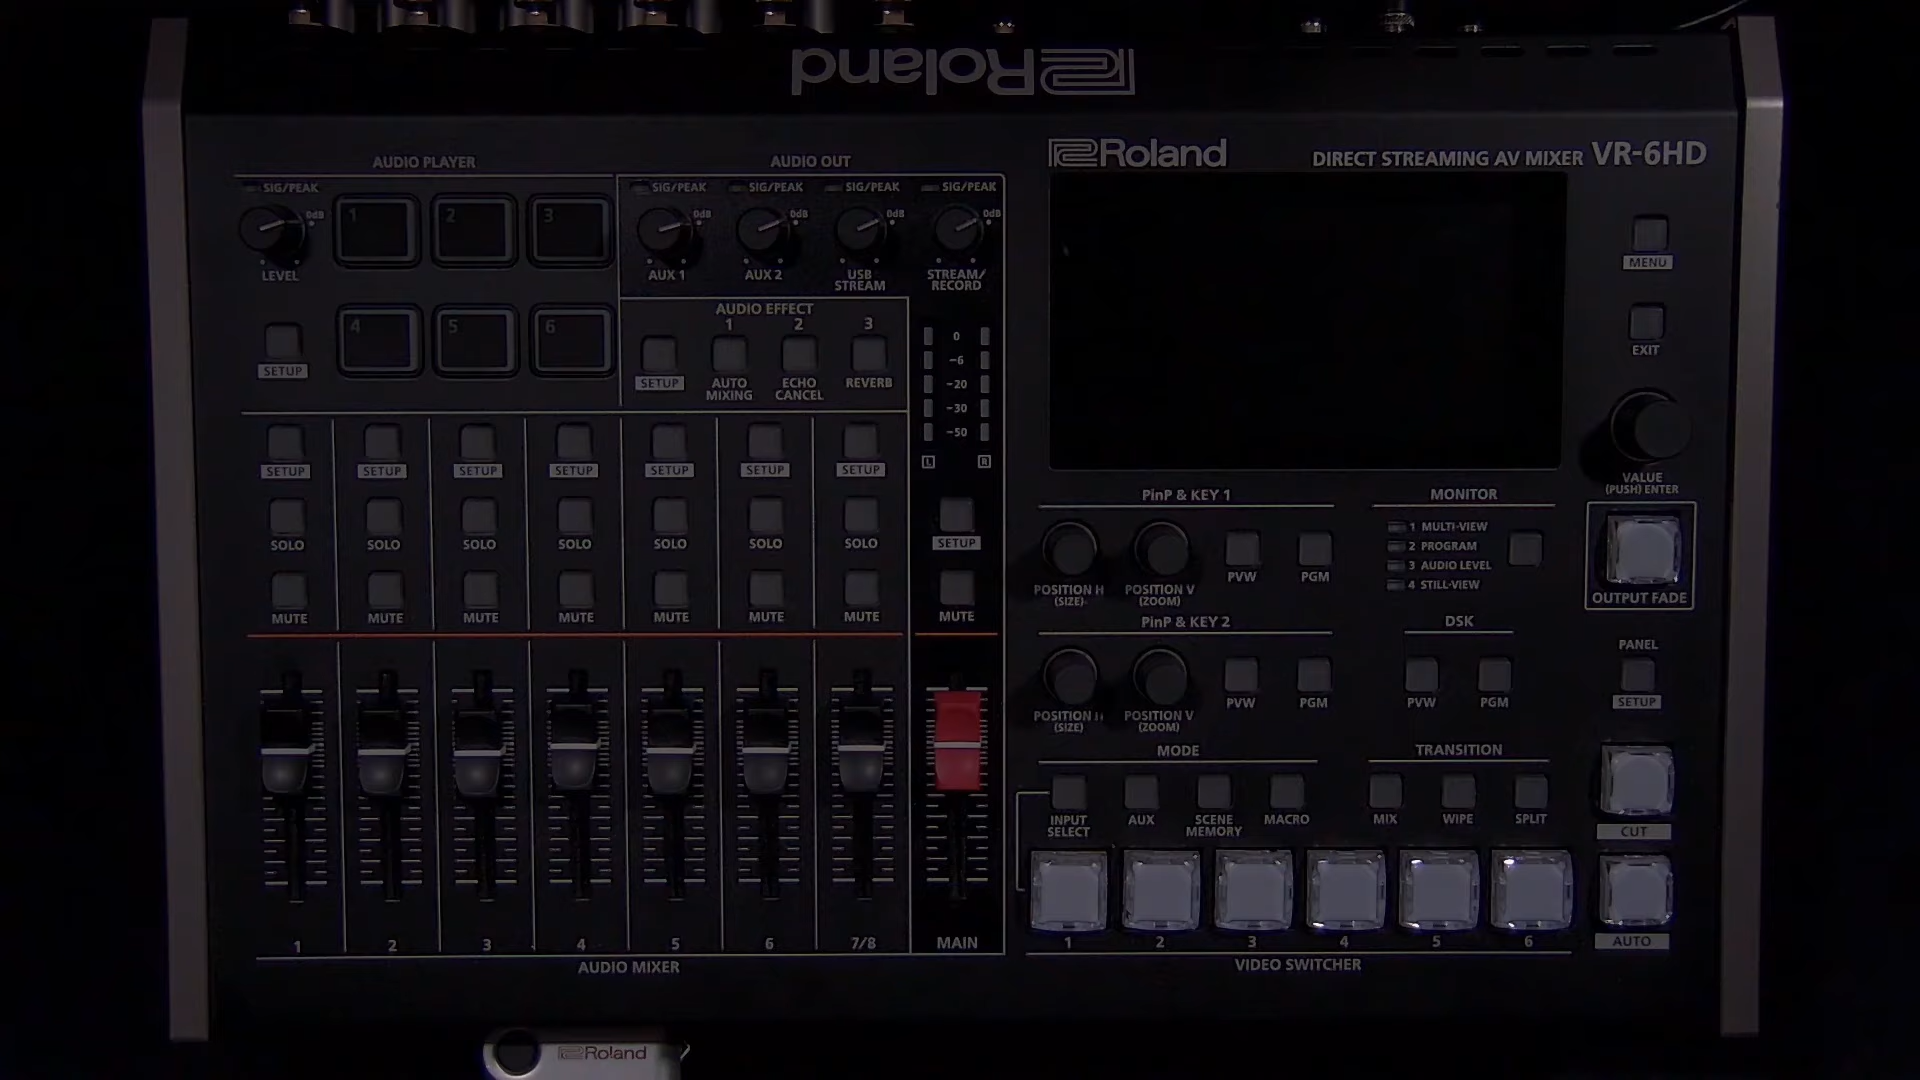 Roland
Roland
DIRECT STREAMING AV MIXER VR-6HD
AUDIO PLAYER
AUDIO OUT
SIG/PEAK
SIG/PEAK
SIG/PEAK
SIG/PEAK
SIG/PEAK
0dB
0dB
0dB
0dB
0dB
1
2
3
LEVEL
AUX 1
AUX 2
USB
STREAM
STREAM/
RECORD
MENU
AUDIO EFFECT
1
2
3
4
5
6
SETUP
SETUP
AUTO
MIXING
ECHO
CANCEL
REVERB
0
-6
-20
-30
-50
L
R
EXIT
SETUP
SETUP
SETUP
SETUP
SETUP
SETUP
SETUP
VALUE
(PUSH) ENTER
PinP & KEY 1
MONITOR
SOLO
SOLO
SOLO
SOLO
SOLO
SOLO
SOLO
SETUP
1 MULTI-VIEW
2 PROGRAM
3 AUDIO LEVEL
4 STILL-VIEW
POSITION H
(SIZE)
POSITION V
(ZOOM)
PVW
PGM
OUTPUT FADE
MUTE
MUTE
MUTE
MUTE
MUTE
MUTE
MUTE
MUTE
PinP & KEY 2
DSK
PANEL
SETUP
POSITION H
(SIZE)
POSITION V
(ZOOM)
PVW
PGM
PVW
PGM
MODE
TRANSITION
INPUT
SELECT
AUX
SCENE
MEMORY
MACRO
MIX
WIPE
SPLIT
CUT
1
2
3
4
5
6
7/8
MAIN
1
2
3
4
5
6
AUTO
AUDIO MIXER
VIDEO SWITCHER
Roland